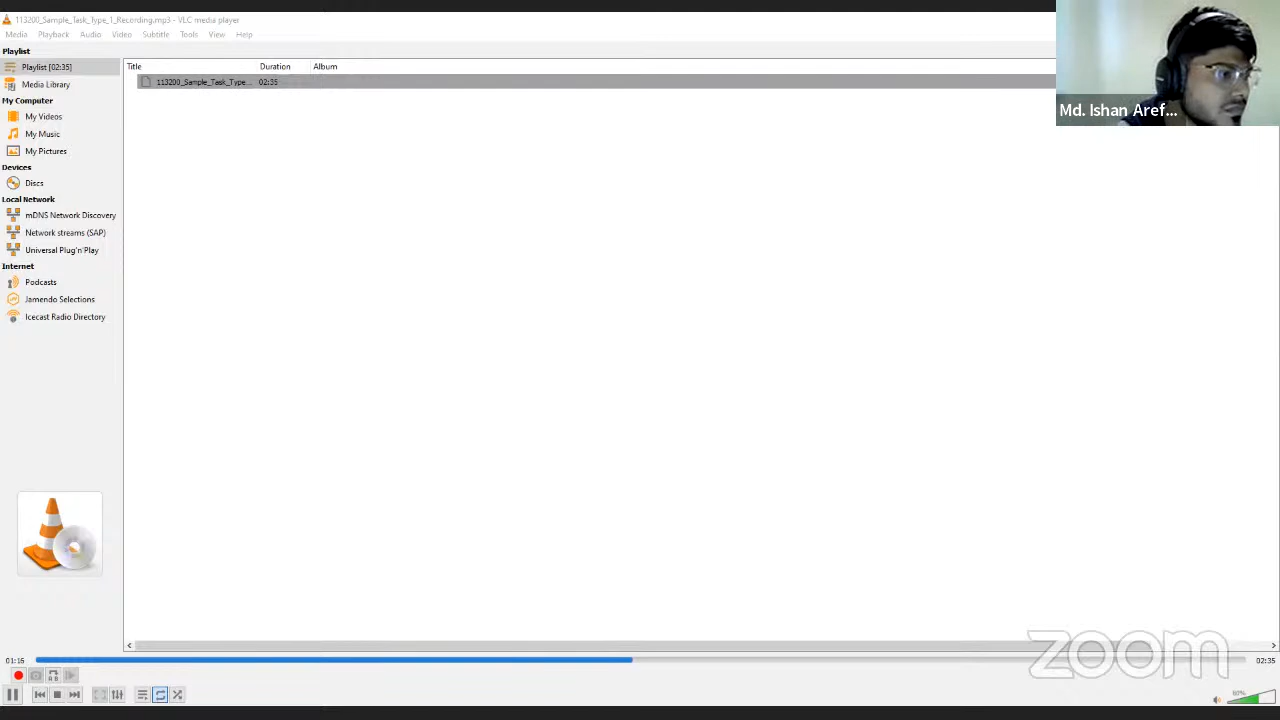 113200_Sample_Task_Type_1_Recording.mp3 - VLC media player
Media Playback Audio Video Subtitle Tools View Help
Playlist
Playlist [02:35]
Media Library
My Computer
My Videos
My Music
My Pictures
Devices
Discs
Local Network
mDNS Network Discovery
Network streams (SAP)
Universal Plug'n'Play
Internet
Podcasts
Jamendo Selections
Icecast Radio Directory
Title Duration Album
113200_Sample_Task_Type... 02:35
Md. Ishan Aref...
zoom
01:16 02:35
60%